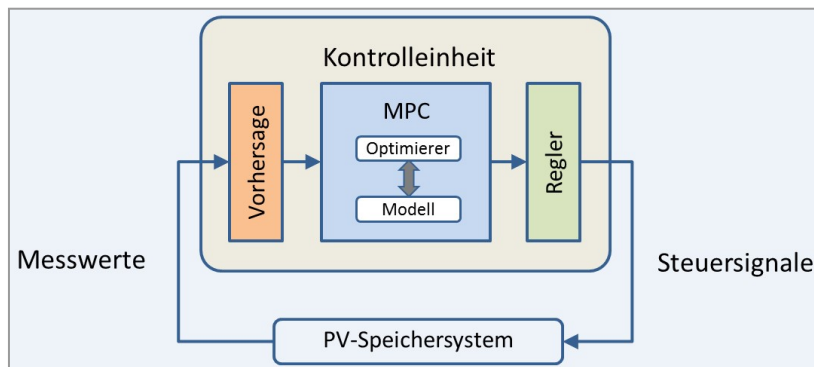 Kontrolleinheit
Vorhersage
MPC
Optimierer
Modell
Regler
Messwerte
Steuersignale
PV-Speichersystem